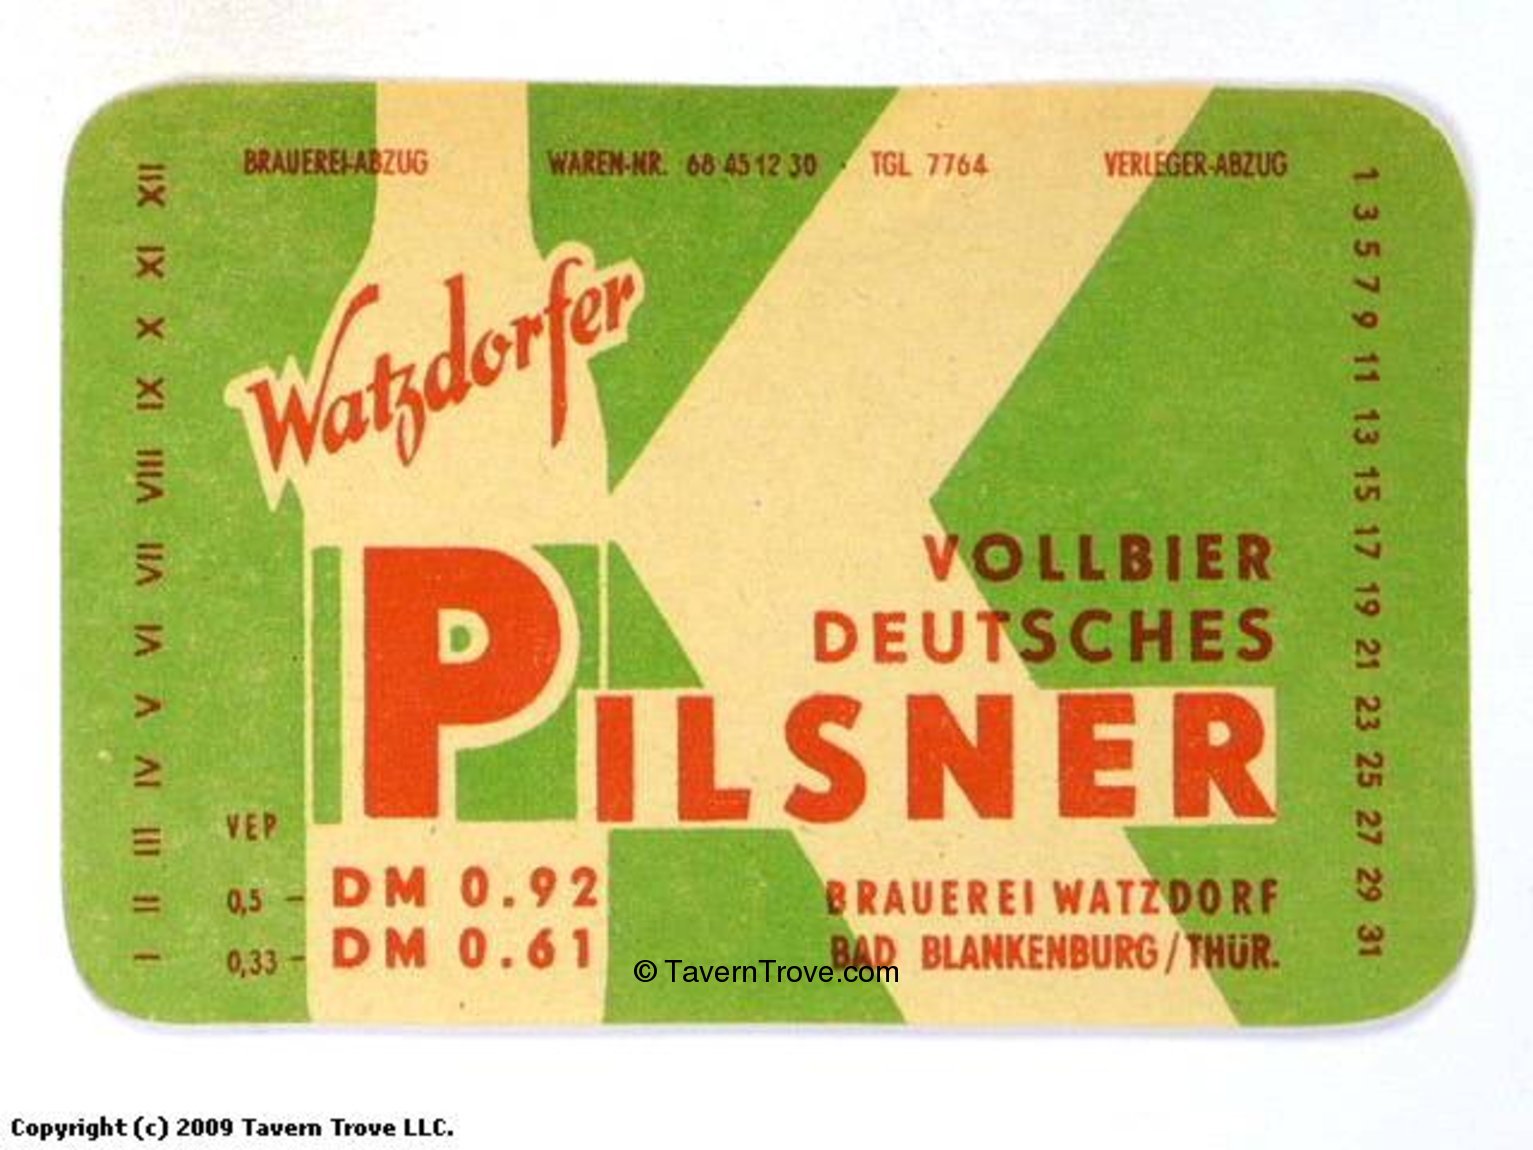 BRAUEREI-ABZUG WAREN-NR. 68 45 12 30 · TGL 7764 VERLEGER-ABZUG
XII
XI
X
IX
VIII
VII
VI
V
IV
III
II
I
Watzdorfer
VOLLBIER
DEUTSCHES
PILSNER
VEP
0,5 – DM 0.92
0,33 – DM 0.61
BRAUEREI WATZDORF
BAD BLANKENBURG/THÜR.
1 3 5 7 9 11 13 15 17 19 21 23 25 27 29 31
© TavernTrove.com
Copyright (c) 2009 Tavern Trove LLC.